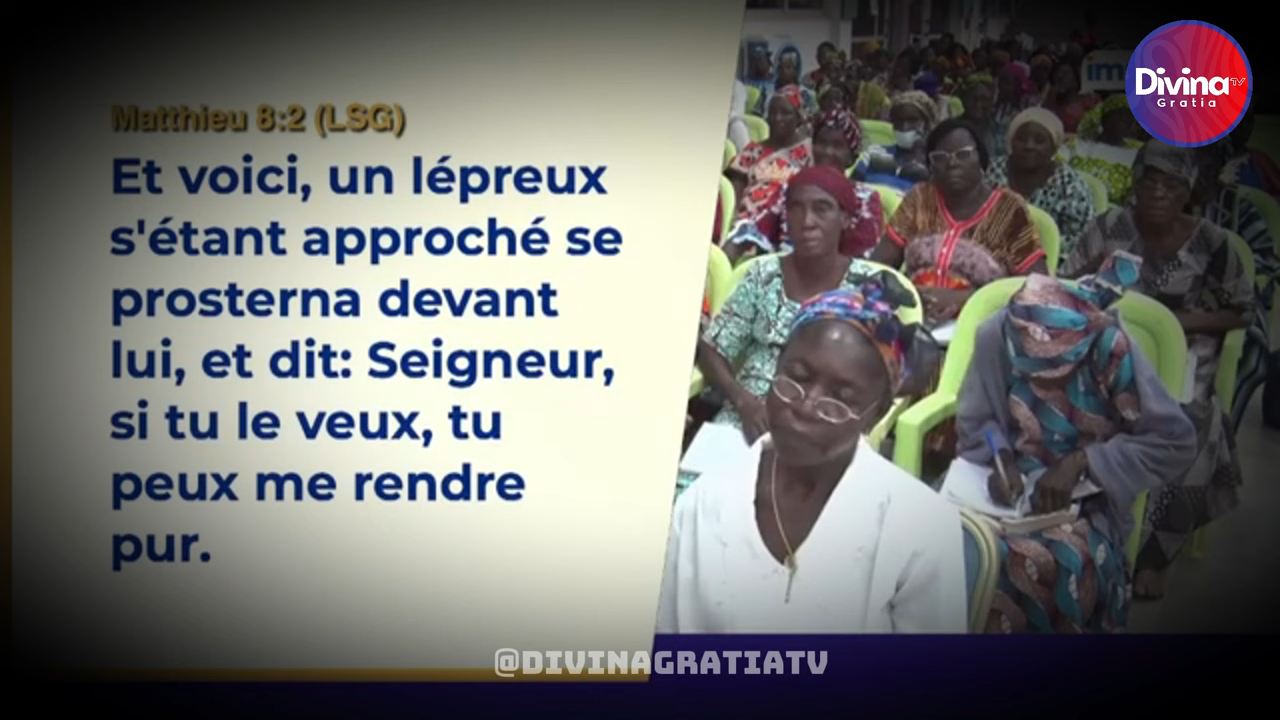 Matthieu 8:2 (LSG)
Et voici, un lépreux
s'étant approché se
prosterna devant
lui, et dit: Seigneur,
si tu le veux, tu
peux me rendre
pur.
Divina TV
Gratia
@DIVINAGRATIATV